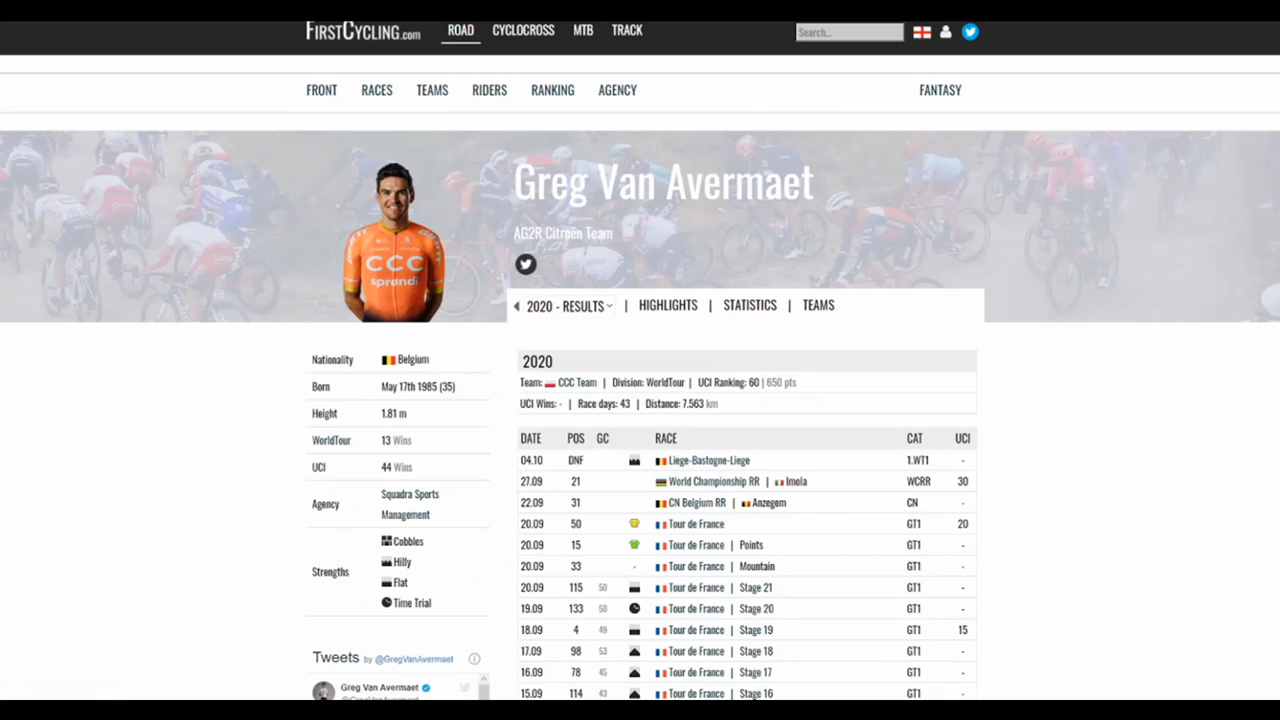 FIRSTCYCLING.com ROAD CYCLOCROSS MTB TRACK Search...
FRONT RACES TEAMS RIDERS RANKING AGENCY FANTASY
Greg Van Avermaet
AG2R Citroën Team
CCC
sprandi
2020 - RESULTS | HIGHLIGHTS | STATISTICS | TEAMS
Nationality Belgium
Born May 17th 1985 (35)
Height 1.81 m
WorldTour 13 Wins
UCI 44 Wins
Agency Squadra Sports Management
Strengths Cobbles
Hilly
Flat
Time Trial
Tweets by @GregVanAvermaet
Greg Van Avermaet
2020
Team: CCC Team | Division: WorldTour | UCI Ranking: 60 | 650 pts
UCI Wins: - | Race days: 43 | Distance: 7.563 km
DATE POS GC RACE CAT UCI
04.10 DNF Liege-Bastogne-Liege 1.WT1 -
27.09 21 World Championship RR | Imola WCRR 30
22.09 31 CN Belgium RR | Anzegem CN -
20.09 50 Tour de France GT1 20
20.09 15 Tour de France | Points GT1 -
20.09 33 - Tour de France | Mountain GT1 -
20.09 115 50 Tour de France | Stage 21 GT1 -
19.09 133 50 Tour de France | Stage 20 GT1 -
18.09 4 49 Tour de France | Stage 19 GT1 15
17.09 98 53 Tour de France | Stage 18 GT1 -
16.09 78 45 Tour de France | Stage 17 GT1 -
15.09 114 43 Tour de France | Stage 16 GT1 -